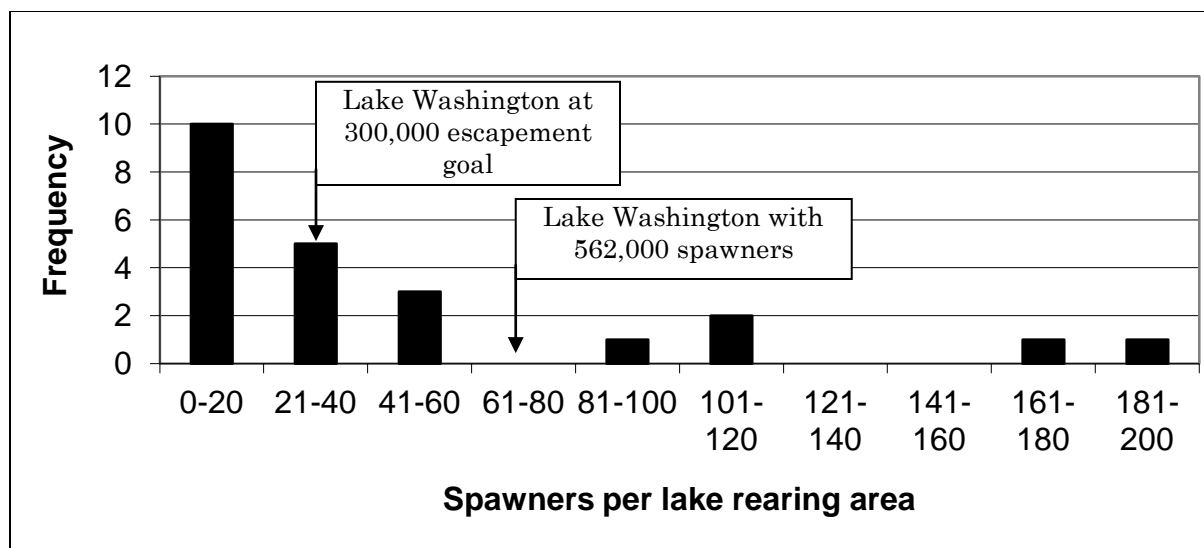 12
10
8
6
4
2
0
Frequency
Lake Washington at
300,000 escapement
goal
Lake Washington with
562,000 spawners
0-20 21-40 41-60 61-80 81-100 101-120 121-140 141-160 161-180 181-200
Spawners per lake rearing area